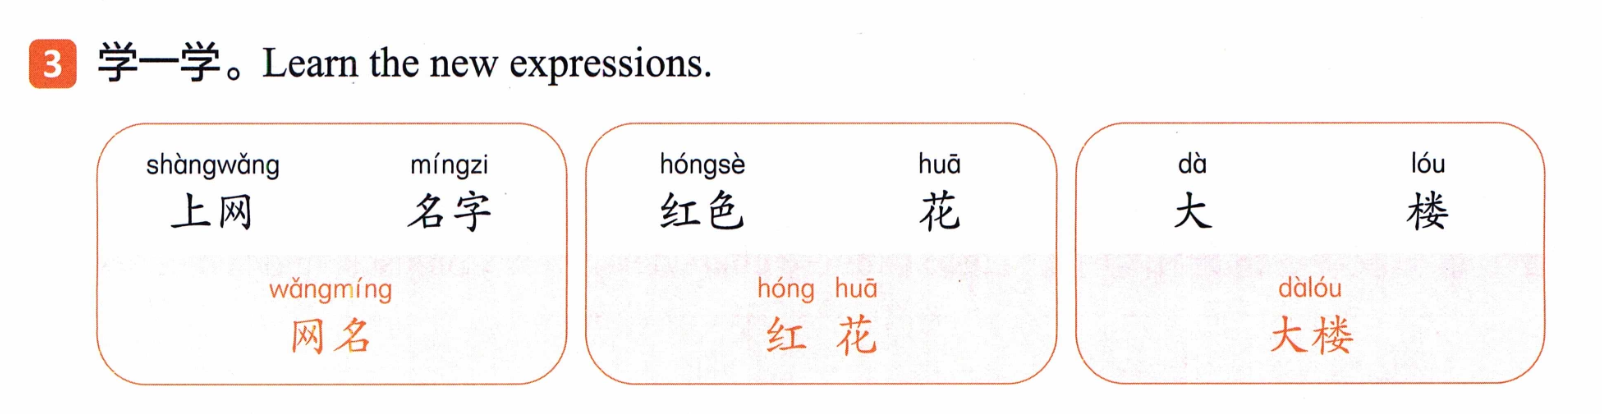 3 学一学。Learn the new expressions.
shàngwǎng míngzi hóngsè huā dà lóu
上网 名字 红色 花 大 楼
wǎngmíng hóng huā dàlóu
网名 红 花 大楼